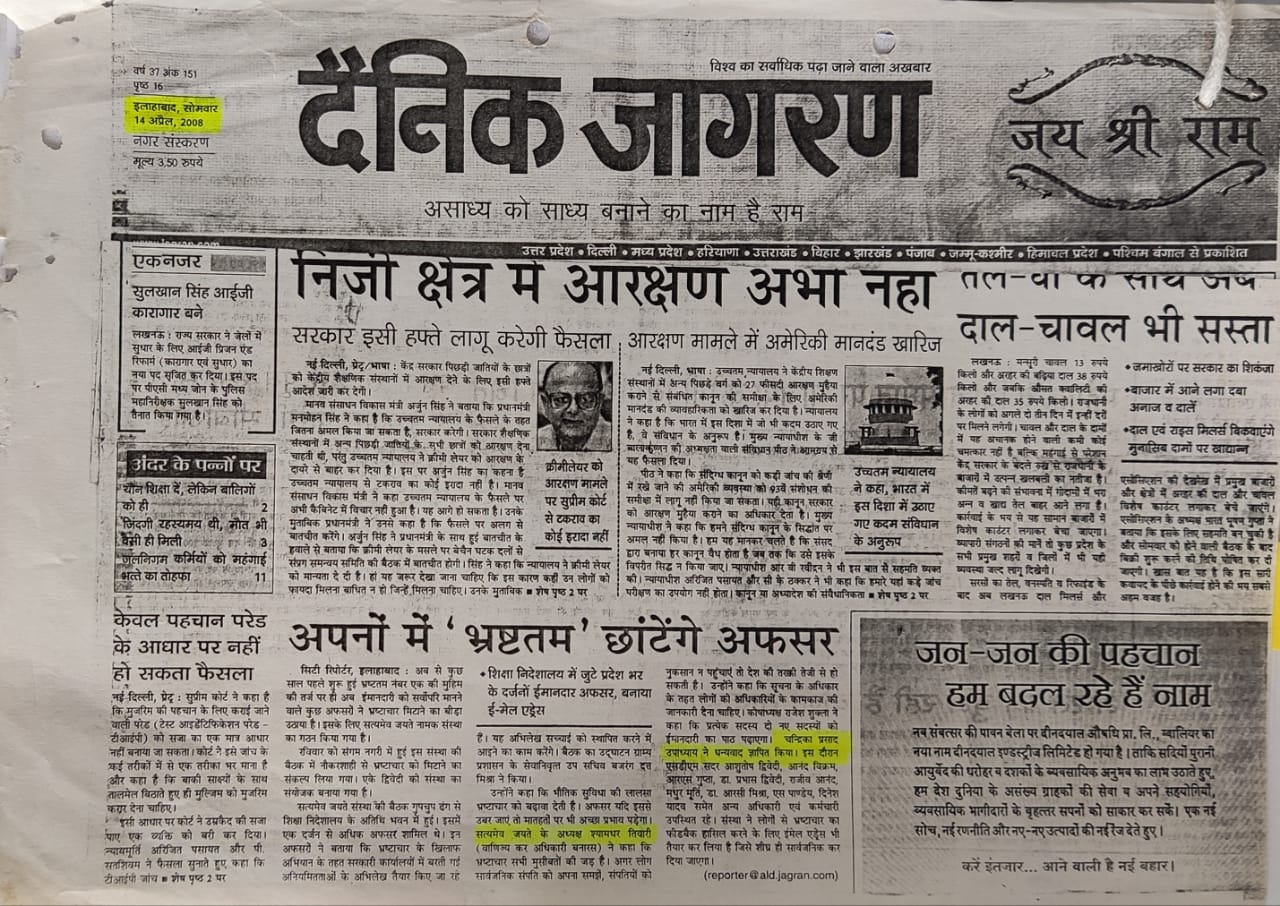 वर्ष 37 अंक 151
पृष्ठ 16
इलाहाबाद, सोमवार
14 अप्रैल, 2008
नगर संस्करण
मूल्य 3.50 रुपये
विश्व का सर्वाधिक पढ़ा जाने वाला अखबार
दैनिक जागरण
असाध्य को साध्य बनाने का नाम है राम
जय श्री राम
उत्तर प्रदेश • दिल्ली • मध्य प्रदेश • हरियाणा • उत्तराखंड • बिहार • झारखंड • पंजाब • जम्मू-कश्मीर • हिमाचल प्रदेश • पश्चिम बंगाल से प्रकाशित
एकनजर
सुलखान सिंह आईजी
कारागार बने
लखनऊ : राज्य सरकार ने जेलों में
सुधार के लिए आईजी प्रिजन एंड
रिफार्म (कारागार एवं सुधार) का
नया पद सृजित कर दिया। इस पद
पर पीएसी मध्य जोन के पुलिस
महानिरीक्षक सुलखान सिंह को
तैनात किया गया है।
अंदर के पन्नों पर
यौन शिक्षा दें, लेकिन बालिगों
को ही 2
जिंदगी रहस्यमय थी, मौत भी
वैसी ही मिली 3
जलनिगम कर्मियों को महंगाई
भत्ते का तोहफा 11
निजी क्षेत्र में आरक्षण अभी नहीं
सरकार इसी हफ्ते लागू करेगी फैसला
नई दिल्ली, प्रेट्र/भाषा : केंद्र सरकार पिछड़ी जातियों के छात्रों
को केंद्रीय शैक्षणिक संस्थानों में आरक्षण देने के लिए इसी हफ्ते
आदेश जारी कर देगी।
मानव संसाधन विकास मंत्री अर्जुन सिंह ने बताया कि प्रधानमंत्री
मनमोहन सिंह ने कहा है कि उच्चतम न्यायालय के फैसले के तहत
जितना अमल किया जा सकता है, सरकार करेगी। सरकार शैक्षणिक
संस्थानों में अन्य पिछड़ी जातियों के सभी छात्रों को आरक्षण देना
चाहती थी, परंतु उच्चतम न्यायालय ने क्रीमी लेयर को आरक्षण के
दायरे से बाहर कर दिया है। इस पर अर्जुन सिंह का कहना है
उच्चतम न्यायालय से टकराव का कोई इरादा नहीं है। मानव
संसाधन विकास मंत्री ने कहा उच्चतम न्यायालय के फैसले पर
अभी कैबिनेट में विचार नहीं हुआ है। यह आगे हो सकता है। उनके
मुताबिक प्रधानमंत्री ने उनसे कहा है कि फैसले पर अलग से
बातचीत करेंगे। अर्जुन सिंह ने प्रधानमंत्री के साथ हुई बातचीत के
हवाले से बताया कि क्रीमी लेयर के मसले पर बेचैन घटक दलों से
संप्रग समन्वय समिति की बैठक में बातचीत होगी। सिंह ने कहा कि न्यायालय ने क्रीमी लेयर
को मान्यता दे दी है। हां यह जरूर देखा जाना चाहिए कि इस कारण कहीं उन लोगों को
फायदा मिलना बाधित न हो जिन्हें मिलना चाहिए। उनके मुताबिक ■ शेष पृष्ठ 2 पर
क्रीमीलेयर को
आरक्षण मामले
पर सुप्रीम कोर्ट
से टकराव का
कोई इरादा नहीं
आरक्षण मामले में अमेरिकी मानदंड खारिज
नई दिल्ली, भाषा : उच्चतम न्यायालय ने केंद्रीय शिक्षण
संस्थानों में अन्य पिछड़े वर्ग को 27 फीसदी आरक्षण मुहैया
कराने से संबंधित कानून की समीक्षा के लिए अमेरिकी
मानदंड की व्यावहारिकता को खारिज कर दिया है। न्यायालय
ने कहा है कि भारत में इस दिशा में जो भी कदम उठाए गए
है, वे संविधान के अनुरूप है। मुख्य न्यायाधीश के जी
बालाकृष्णन की अध्यक्षता वाली संविधान पीठ ने
यह फैसला दिया।
पीठ ने कहा कि संदिग्ध कानून को कड़ी जांच की श्रेणी
में रखे जाने की अमेरिकी व्यवस्था को 93वें संशोधन की
समीक्षा में लागू नहीं किया जा सकता। यही कानून सरकार
को आरक्षण मुहैया कराने का अधिकार देता है। मुख्य
न्यायाधीश ने कहा कि हमने संदिग्ध कानून के सिद्धांत पर
अमल नहीं किया है। हम यह मानकर चलते है कि संसद
द्वारा बनाया हर कानून वैध होता है जब तक कि उसे इसके
विपरीत सिद्ध न किया जाए। न्यायाधीश आर वी रवींद्रन ने भी इस बात से सहमति व्यक्त
की। न्यायाधीश अरिजित पसायत और सी के ठक्कर ने भी कहा कि हमारे यहां कड़े जांच
परीक्षण का उपयोग नहीं होता। कानून या अध्यादेश की संवैधानिकता ■ शेष पृष्ठ 2 पर
उच्चतम न्यायालय
ने कहा, भारत में
इस दिशा में उठाए
गए कदम संविधान
के अनुरूप
तेल-घी के साथ अब
दाल-चावल भी सस्ता
लखनऊ : मन्सूरी चावल 13 रुपये
किलो और अरहर की बढ़िया दाल 38 रुपये
किलो और जबकि औसत क्वालिटी की
अरहर की दाल 35 रुपये किलो। राजधानी
के लोगों को अगले दो तीन दिन में इन्हीं दरों
पर मिलने लगेगी। चावल और दाल के दामों
में यह अचानक होने वाली कमी कोई
चमत्कार नहीं है बल्कि महंगाई से परेशान
केंद्र सरकार के बदले रुख से राजधानी के
बाजारों में उत्पन्न खलबली का नतीजा है।
कीमतें बढ़ने की संभावना में गोदामों में भरा
अन्न व खाद्य तेल बाहर आने लगा है।
कार्रवाई के भय से यह सामान बाजारों में
विशेष काउंटर लगाकर बेचा जाएगा।
व्यापारी संगठनों की मानें तो कुछ प्रदेश के
सभी प्रमुख शहरों व जिलों में भी यही
व्यवस्था जल्द लागू दिखेगी।
सरसों का तेल, वनस्पति व रिफाइंड के
बाद अब लखनऊ दाल मिलर्स और
• जमाखोरों पर सरकार का शिकंजा
• बाजार में आने लगा दबा
अनाज व दालें
• दाल एवं राइस मिलर्स बिकवाएंगे
मुनासिब दामों पर खाद्यान्न
एसोसिएशन की देखरेख में प्रमुख बाजारों
और क्षेत्रों में अरहर की दाल और चावल
विशेष काउंटर लगाकर बेचे जाएंगे।
एसोसिएशन के अध्यक्ष भारत भूषण गुप्ता ने
बताया कि इसके लिए सहमति बन चुकी है
और सोमवार को होने वाली बैठक के बाद
बिक्री शुरू करने की तिथि घोषित कर दी
जाएगी। खास बात यह है कि इस सारी
कवायद के पीछे कार्रवाई होने की भय सबसे
अहम वजह है।
केवल पहचान परेड
के आधार पर नहीं
हो सकता फैसला
नई दिल्ली, प्रेट्र : सुप्रीम कोर्ट ने कहा है
कि मुजरिम की पहचान के लिए कराई जाने
वाली परेड (टेस्ट आइडेंटिफिकेशन परेड -
टीआईपी) को सजा का एक मात्र आधार
नहीं बनाया जा सकता। कोर्ट ने इसे जांच के
कई तरीकों में से एक तरीका भर माना है
और कहा है कि बाकी साक्ष्यों के साथ
तालमेल बिठाते हुए ही मुल्जिम को मुजरिम
करार देना चाहिए।
इसी आधार पर कोर्ट ने उम्रकैद की सजा
पाए एक व्यक्ति को बरी कर दिया।
न्यायमूर्ति अरिजित पसायत और पी.
सतशिवम ने फैसला सुनाते हुए कहा कि
टीआईपी जांच ■ शेष पृष्ठ 2 पर
अपनों में 'भ्रष्टतम' छांटेंगे अफसर
सिटी रिपोर्टर, इलाहाबाद : अब से कुछ
साल पहले शुरू हुई भ्रष्टतम नंबर एक की मुहिम
की तर्ज पर ही अब ईमानदारी को सर्वोपरि मानने
वाले कुछ अफसरों ने भ्रष्टाचार मिटाने का बीड़ा
उठाया है। इसके लिए सत्यमेव जयते नामक संस्था
का गठन किया गया है।
रविवार को संगम नगरी में हुई इस संस्था की
बैठक में नौकरशाही से भ्रष्टाचार को मिटाने का
संकल्प लिया गया। एके द्विवेदी को संस्था का
संयोजक बनाया गया है।
सत्यमेव जयते संस्था की बैठक गुपचुप ढंग से
शिक्षा निदेशालय के अतिथि भवन में हुई। इसमें
एक दर्जन से अधिक अफसर शामिल थे। इन
अफसरों ने बताया कि भ्रष्टाचार के खिलाफ
अभियान के तहत सरकारी कार्यालयों में बरती गई
अनियमितताओं के अभिलेख तैयार किए जा रहे
• शिक्षा निदेशालय में जुटे प्रदेश भर
के दर्जनों ईमानदार अफसर, बनाया
ई-मेल एड्रेस
हैं। यह अभिलेख सच्चाई को स्थापित करने में
आइने का काम करेंगे। बैठक का उद्घाटन ग्राम्य
प्रशासन के सेवानिवृत उप सचिव बजरंग दत्त
मिश्रा ने किया।
उन्होंने कहा कि भौतिक सुविधा की लालसा
भ्रष्टाचार को बढ़ावा देती है। अफसर यदि इससे
उबर जाएं तो मातहतों पर भी अच्छा प्रभाव पड़ेगा।
सत्यमेव जयते के अध्यक्ष श्यामधर तिवारी
(वाणिज्य कर अधिकारी बनारस) ने कहा कि
भ्रष्टाचार सभी मुसीबतों की जड़ है। अगर लोग
सार्वजनिक संपति को अपना समझें, संपत्तियों को
नुकसान न पहुंचाएं तो देश की तरक्की तेजी से हो
सकती है। उन्होंने कहा कि सूचना के अधिकार
के तहत लोगों को अधिकारियों के कामकाज की
जानकारी देना चाहिए। कोषाध्यक्ष राजेश शुक्ला ने
कहा कि प्रत्येक सदस्य दो नए सदस्यों को
ईमानदारी का पाठ पढ़ाएगा। चन्द्रिका प्रसाद
उपाध्याय ने धन्यवाद ज्ञापित किया। इस दौरान
एसडीएम सदर आशुतोष द्विवेदी, आनंद विक्रम,
आरएस गुप्ता, डा. प्रभास द्विवेदी, राजीव आनंद,
मधुर मूर्ति, डा. आरसी मिश्रा, एस पाण्डेय, दिनेश
यादव समेत अन्य अधिकारी एवं कर्मचारी
उपस्थित रहे। संस्था ने लोगों से भ्रष्टाचार का
फीडबैक हासिल करने के लिए ईमेल ऐड्रेस भी
तैयार कर लिया है जिसे शीघ्र ही सार्वजनिक कर
दिया जाएगा।
(reporter@ald.jagran.com)
जन-जन की पहचान
हम बदल रहे हैं नाम
नव संवत्सर की पावन बेला पर दीनदयाल औषधि प्रा. लि., ग्वालियर का
नया नाम दीनदयाल इण्डस्ट्रीज लिमिटेड हो गया है। ताकि सदियों पुरानी
आयुर्वेद की धरोहर व दशकों के व्यवसायिक अनुभव का लाभ उठाते हुए,
हम देश दुनिया के असंख्य ग्राहकों की सेवा व अपने सहयोगियों,
व्यवसायिक भागीदारों के वृहत्तर सपनों को साकार कर सकें। एक नई
सोच, नई रणनीति और नए-नए उत्पादों की नई रेंज देते हुए।
करें इंतजार... आने वाली है नई बहार।